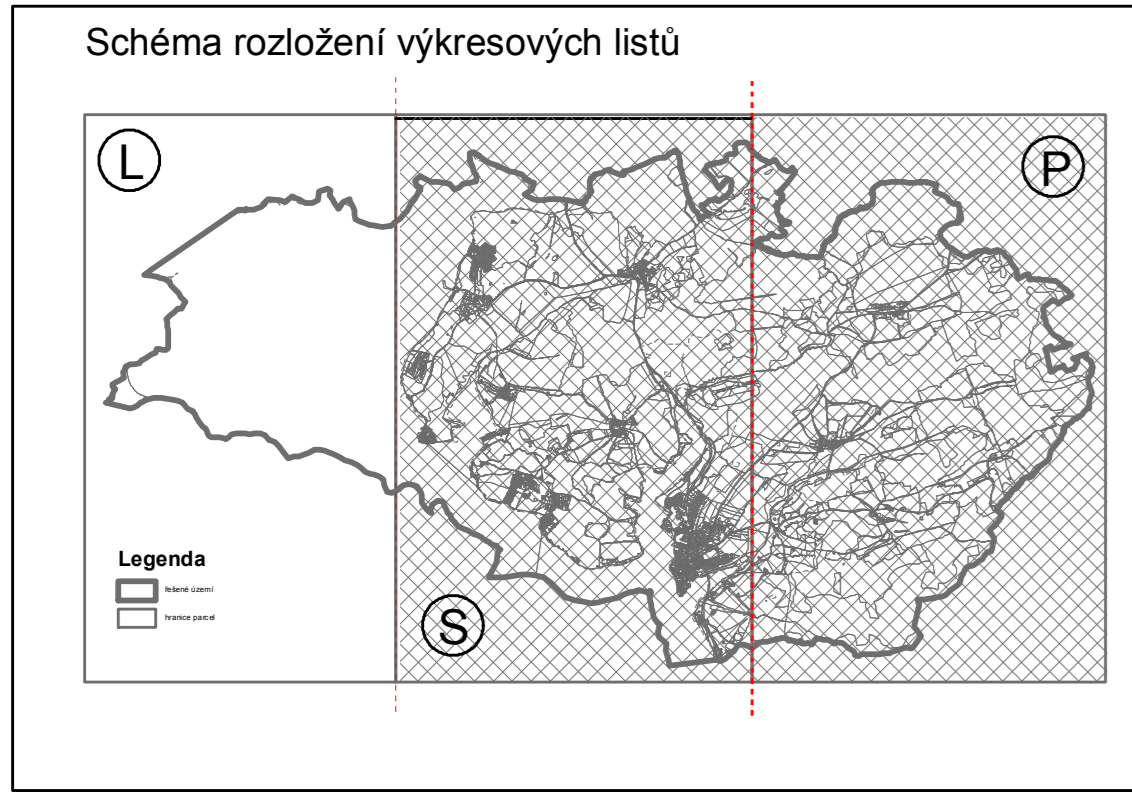 Schéma rozložení výkresových listů
L
P
S
Legenda
řešené území
hranice parcel